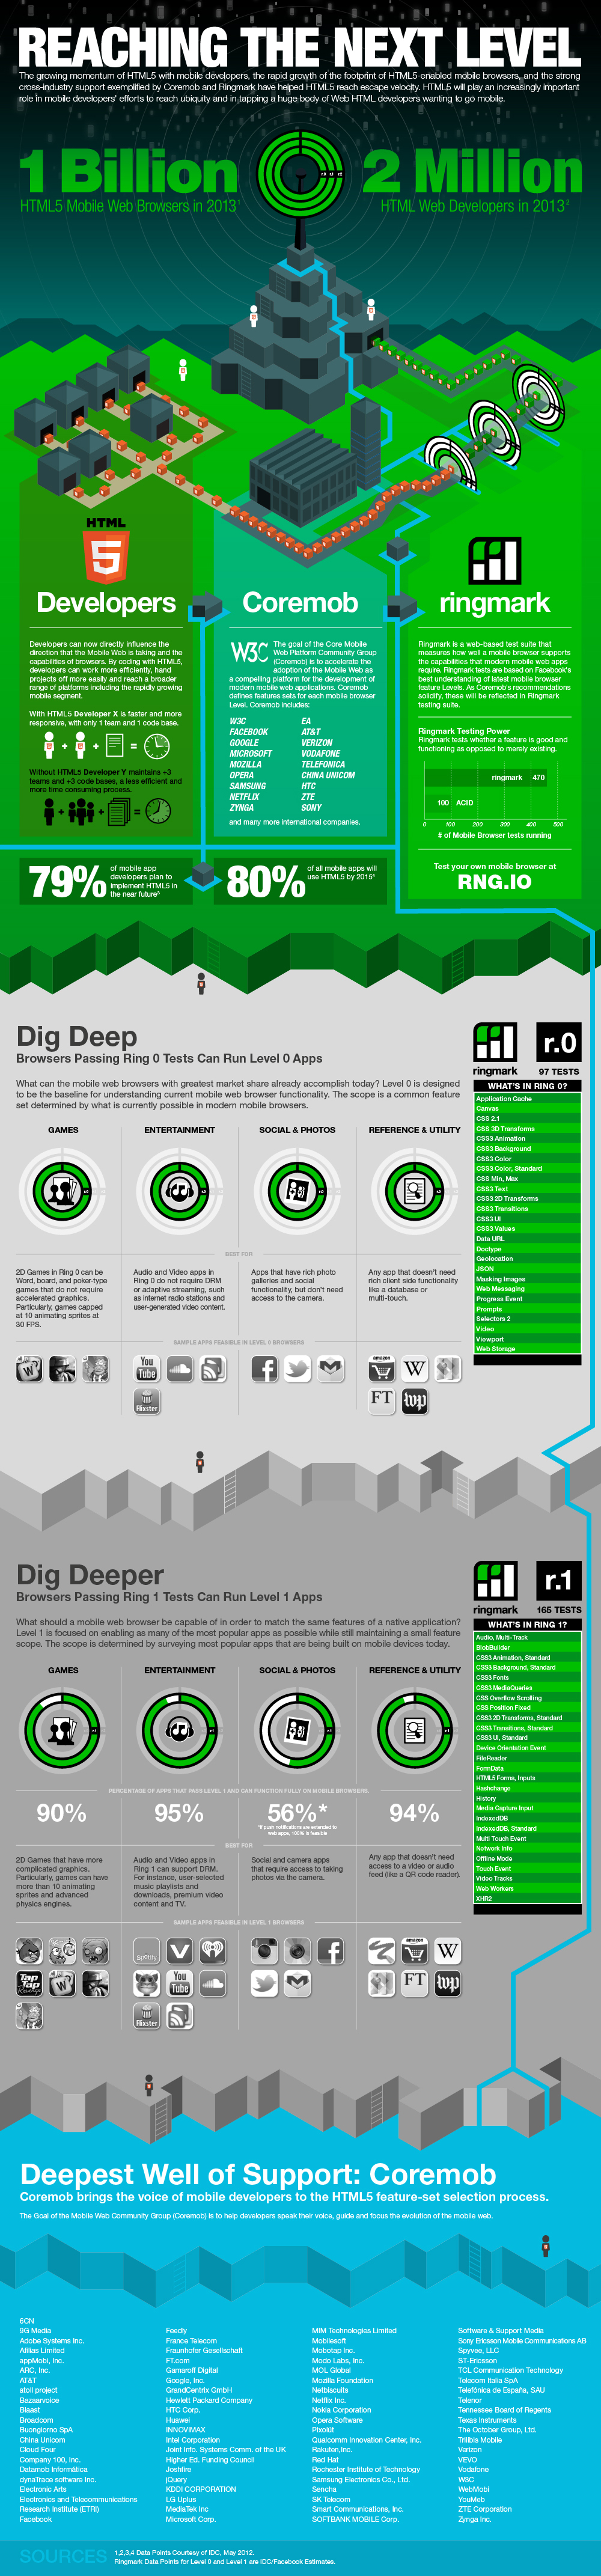 REACHING THE NEXT LEVEL
The growing momentum of HTML5 with mobile developers, the rapid growth of the footprint of HTML5-enabled mobile browsers, and the strong
cross-industry support exemplified by Coremob and Ringmark have helped HTML5 reach escape velocity. HTML5 will play an increasingly important
role in mobile developers' efforts to reach ubiquity and in tapping a huge body of Web HTML developers wanting to go mobile.
1 Billion
HTML5 Mobile Web Browsers in 2013¹
2 Million
HTML Web Developers in 2013²
HTML
5
Developers
Developers can now directly influence the
direction that the Mobile Web is taking and the
capabilities of browsers. By coding with HTML5,
developers can work more efficiently, hand
projects off more easily and reach a broader
range of platforms including the rapidly growing
mobile segment.
With HTML5 Developer X is faster and more
responsive, with only 1 team and 1 code base.
Without HTML5 Developer Y maintains +3
teams and +3 code bases, a less efficient and
more time consuming process.
79%
of mobile app
developers plan to
implement HTML5 in
the near future³
Coremob
W3C
The goal of the Core Mobile
Web Platform Community Group
(Coremob) is to accelerate the
adoption of the Mobile Web as
a compelling platform for the development of
modern mobile web applications. Coremob
defines features sets for each mobile browser
Level. Coremob includes:
W3C
FACEBOOK
GOOGLE
MICROSOFT
MOZILLA
OPERA
SAMSUNG
NETFLIX
ZYNGA
EA
AT&T
VERIZON
VODAFONE
TELEFONICA
CHINA UNICOM
HTC
ZTE
SONY
and many more international companies.
80%
of all mobile apps will
use HTML5 by 2015⁴
ringmark
Ringmark is a web-based test suite that
measures how well a mobile browser supports
the capabilities that modern mobile web apps
require. Ringmark tests are based on Facebook's
best understanding of latest mobile browser
feature Levels. As Coremob's recommendations
solidify, these will be reflected in Ringmark
testing suite.
Ringmark Testing Power
Ringmark tests whether a feature is good and
functioning as opposed to merely existing.
ringmark 470
100 ACID
0 100 200 300 400 500
# of Mobile Browser tests running
Test your own mobile browser at
RNG.IO
Dig Deep
Browsers Passing Ring 0 Tests Can Run Level 0 Apps
What can the mobile web browsers with greatest market share already accomplish today? Level 0 is designed
to be the baseline for understanding current mobile web browser functionality. The scope is a common feature
set determined by what is currently possible in modern mobile browsers.
GAMES
ENTERTAINMENT
SOCIAL & PHOTOS
REFERENCE & UTILITY
BEST FOR
2D Games in Ring 0 can be
Word, board, and poker-type
games that do not require
accelerated graphics.
Particularly, games capped
at 10 animating sprites at
30 FPS.
Audio and Video apps in
Ring 0 do not require DRM
or adaptive streaming, such
as internet radio stations and
user-generated video content.
Apps that have rich photo
galleries and social
functionality, but don't need
access to the camera.
Any app that doesn't need
rich client side functionality
like a database or
multi-touch.
SAMPLE APPS FEASIBLE IN LEVEL 0 BROWSERS
You
Tube
Flixster
amazon
W
FT
wp
ringmark
r.0
97 TESTS
WHAT'S IN RING 0?
Application Cache
Canvas
CSS 2.1
CSS 3D Transforms
CSS3 Animation
CSS3 Background
CSS3 Color
CSS3 Color, Standard
CSS Min, Max
CSS3 Text
CSS3 2D Transforms
CSS3 Transitions
CSS3 UI
CSS3 Values
Data URL
Doctype
Geolocation
JSON
Masking Images
Web Messaging
Progress Event
Prompts
Selectors 2
Video
Viewport
Web Storage
Dig Deeper
Browsers Passing Ring 1 Tests Can Run Level 1 Apps
What should a mobile web browser be capable of in order to match the same features of a native application?
Level 1 is focused on enabling as many of the most popular apps as possible while still maintaining a small feature
scope. The scope is determined by surveying most popular apps that are being built on mobile devices today.
GAMES
ENTERTAINMENT
SOCIAL & PHOTOS
REFERENCE & UTILITY
PERCENTAGE OF APPS THAT PASS LEVEL 1 AND CAN FUNCTION FULLY ON MOBILE BROWSERS.
90%
95%
56%*
*If push notifications are extended to
web apps, 100% is feasible
94%
BEST FOR
2D Games that have more
complicated graphics.
Particularly, games can have
more than 10 animating
sprites and advanced
physics engines.
Audio and Video apps in
Ring 1 can support DRM.
For instance, user-selected
music playlists and
downloads, premium video
content and TV.
Social and camera apps
that require access to taking
photos via the camera.
Any app that doesn't need
access to a video or audio
feed (like a QR code reader).
SAMPLE APPS FEASIBLE IN LEVEL 1 BROWSERS
Spotify
amazon
W
Tap
Tap
You
Tube
FT
wp
Flixster
ringmark
r.1
165 TESTS
WHAT'S IN RING 1?
Audio, Multi-Track
BlobBuilder
CSS3 Animation, Standard
CSS3 Background, Standard
CSS3 Fonts
CSS3 MediaQueries
CSS Overflow Scrolling
CSS Position Fixed
CSS3 2D Transforms, Standard
CSS3 Transitions, Standard
CSS3 UI, Standard
Device Orientation Event
FileReader
FormData
HTML5 Forms, Inputs
Hashchange
History
Media Capture Input
IndexedDB
IndexedDB, Standard
Multi Touch Event
Network Info
Offline Mode
Touch Event
Video Tracks
Web Workers
XHR2
Deepest Well of Support: Coremob
Coremob brings the voice of mobile developers to the HTML5 feature-set selection process.
The Goal of the Mobile Web Community Group (Coremob) is to help developers speak their voice, guide and focus the evolution of the mobile web.
6CN
9G Media
Adobe Systems Inc.
Afilias Limited
appMobi, Inc.
ARC, Inc.
AT&T
atoll project
Bazaarvoice
Blaast
Broadcom
Buongiorno SpA
China Unicom
Cloud Four
Company 100, Inc.
Datamob Informática
dynaTrace software Inc.
Electronic Arts
Electronics and Telecommunications
Research Institute (ETRI)
Facebook
Feedly
France Telecom
Fraunhofer Gesellschaft
FT.com
Gamaroff Digital
Google, Inc.
GrandCentrix GmbH
Hewlett Packard Company
HTC Corp.
Huawei
INNOVIMAX
Intel Corporation
Joint Info. Systems Comm. of the UK
Higher Ed. Funding Council
Joshfire
jQuery
KDDI CORPORATION
LG Uplus
MediaTek Inc
Microsoft Corp.
MIM Technologies Limited
Mobilesoft
Mobotap Inc.
Modo Labs, Inc.
MOL Global
Mozilla Foundation
Netbiscuits
Netflix Inc.
Nokia Corporation
Opera Software
Pixolüt
Qualcomm Innovation Center, Inc.
Rakuten,Inc.
Red Hat
Rochester Institute of Technology
Samsung Electronics Co., Ltd.
Sencha
SK Telecom
Smart Communications, Inc.
SOFTBANK MOBILE Corp.
Software & Support Media
Sony Ericsson Mobile Communications AB
Spyvee, LLC
ST-Ericsson
TCL Communication Technology
Telecom Italia SpA
Telefónica de España, SAU
Telenor
Tennessee Board of Regents
Texas Instruments
The October Group, Ltd.
Trilibis Mobile
Verizon
VEVO
Vodafone
W3C
WebMobi
YouMeb
ZTE Corporation
Zynga Inc.
SOURCES
1,2,3,4 Data Points Courtesy of IDC, May 2012.
Ringmark Data Points for Level 0 and Level 1 are IDC/Facebook Estimates.